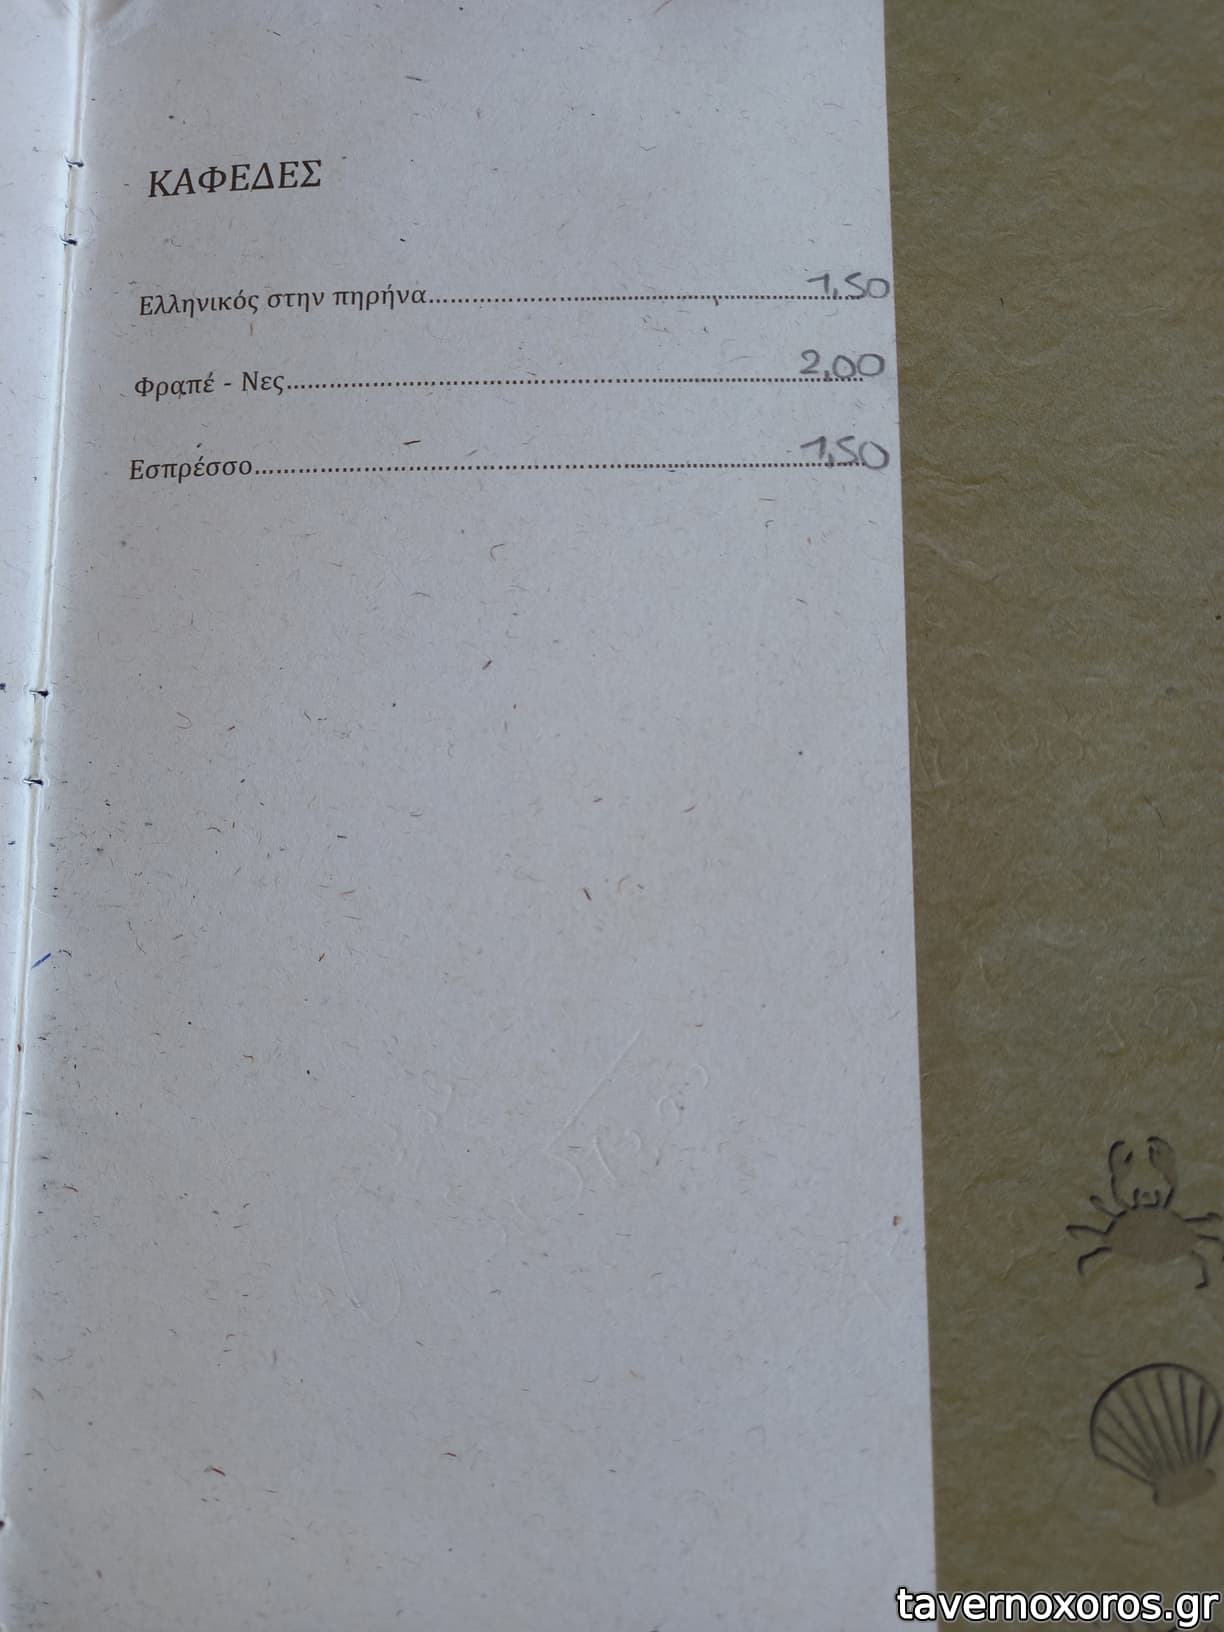 ΚΑΦΕΔΕΣ
Ελληνικός στην πηρήνα.......................................................1,50
Φραπέ - Νες.......................................................2,00
Εσπρέσσο.......................................................1,50
tavernoxoros.gr